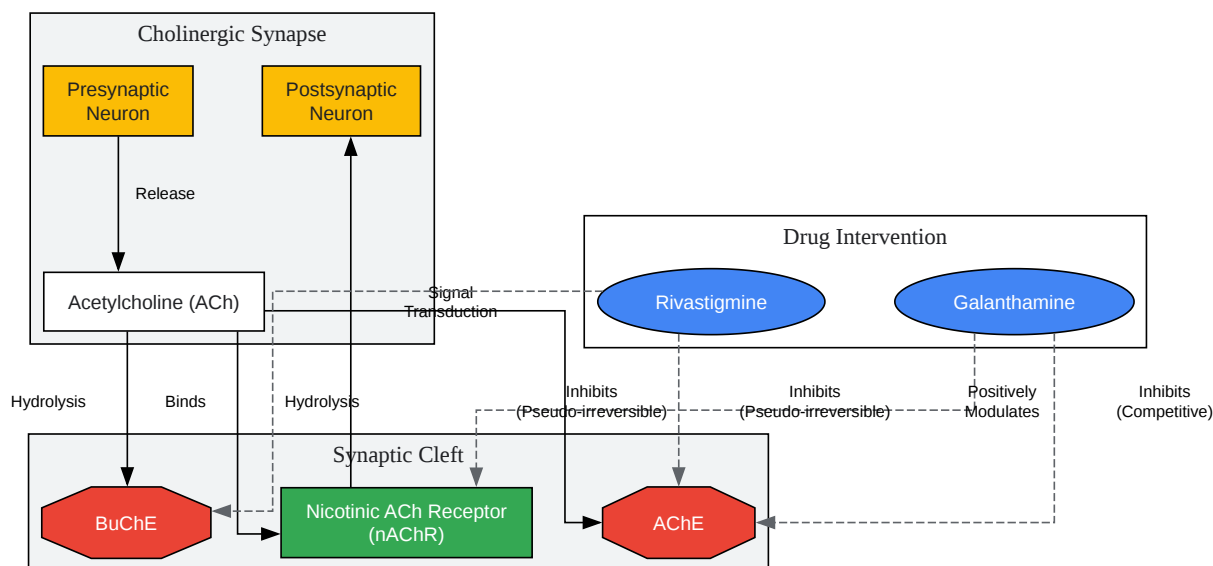 Cholinergic Synapse
Presynaptic
Neuron
Postsynaptic
Neuron
Release
Drug Intervention
Acetylcholine (ACh)
Signal
Transduction
Rivastigmine
Galanthamine
Hydrolysis
Binds
Hydrolysis
Inhibits
(Pseudo-irreversible)
Inhibits
(Pseudo-irreversible)
Positively
Modulates
Inhibits
(Competitive)
Synaptic Cleft
BuChE
Nicotinic ACh Receptor
(nAChR)
AChE